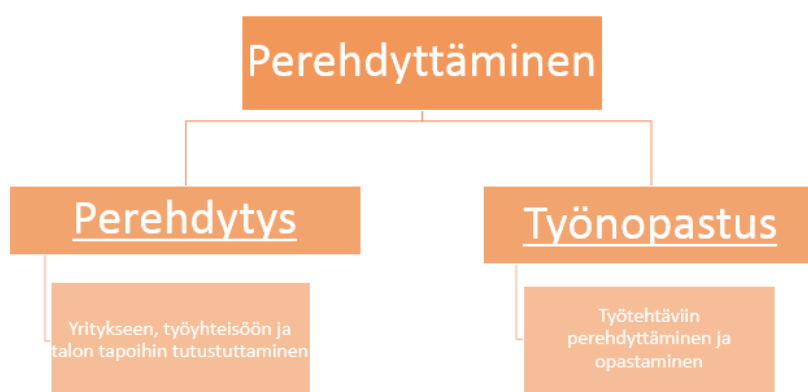 Perehdyttäminen
Perehdytys
Työnopastus
Yritykseen, työyhteisöön ja
talon tapoihin tutustuttaminen
Työtehtäviin
perehdyttäminen ja
opastaminen